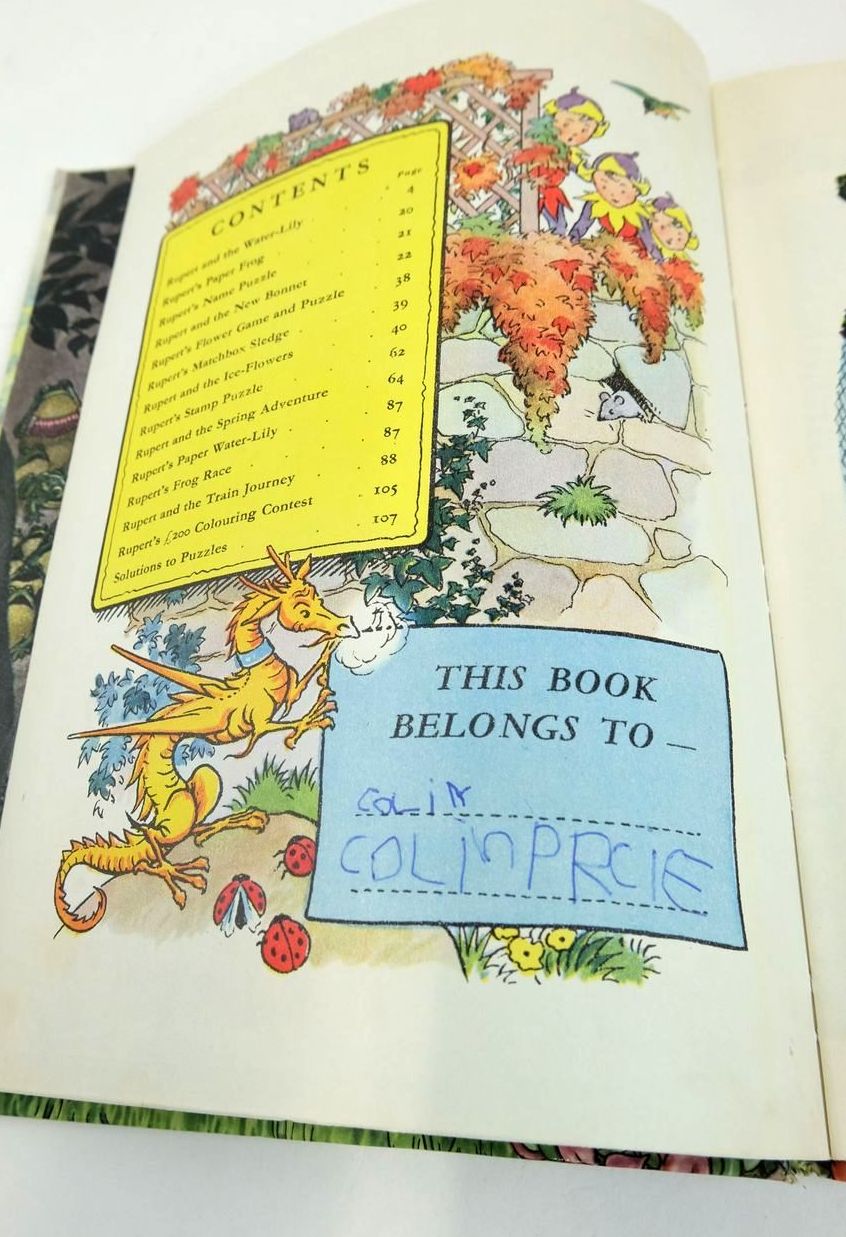 CONTENTS
Page
Rupert and the Water-Lily 4
Rupert's Paper Frog 20
Rupert's Name Puzzle 21
Rupert and the New Bonnet 22
Rupert's Flower Game and Puzzle 38
Rupert's Matchbox Sledge 39
Rupert and the Ice-Flowers 40
Rupert's Stamp Puzzle 62
Rupert and the Spring Adventure 64
Rupert's Paper Water-Lily 87
Rupert's Frog Race 87
Rupert and the Train Journey 88
Rupert's £200 Colouring Contest 105
Solutions to Puzzles 107
THIS BOOK
BELONGS TO —
COLiN
COLinPRCIE